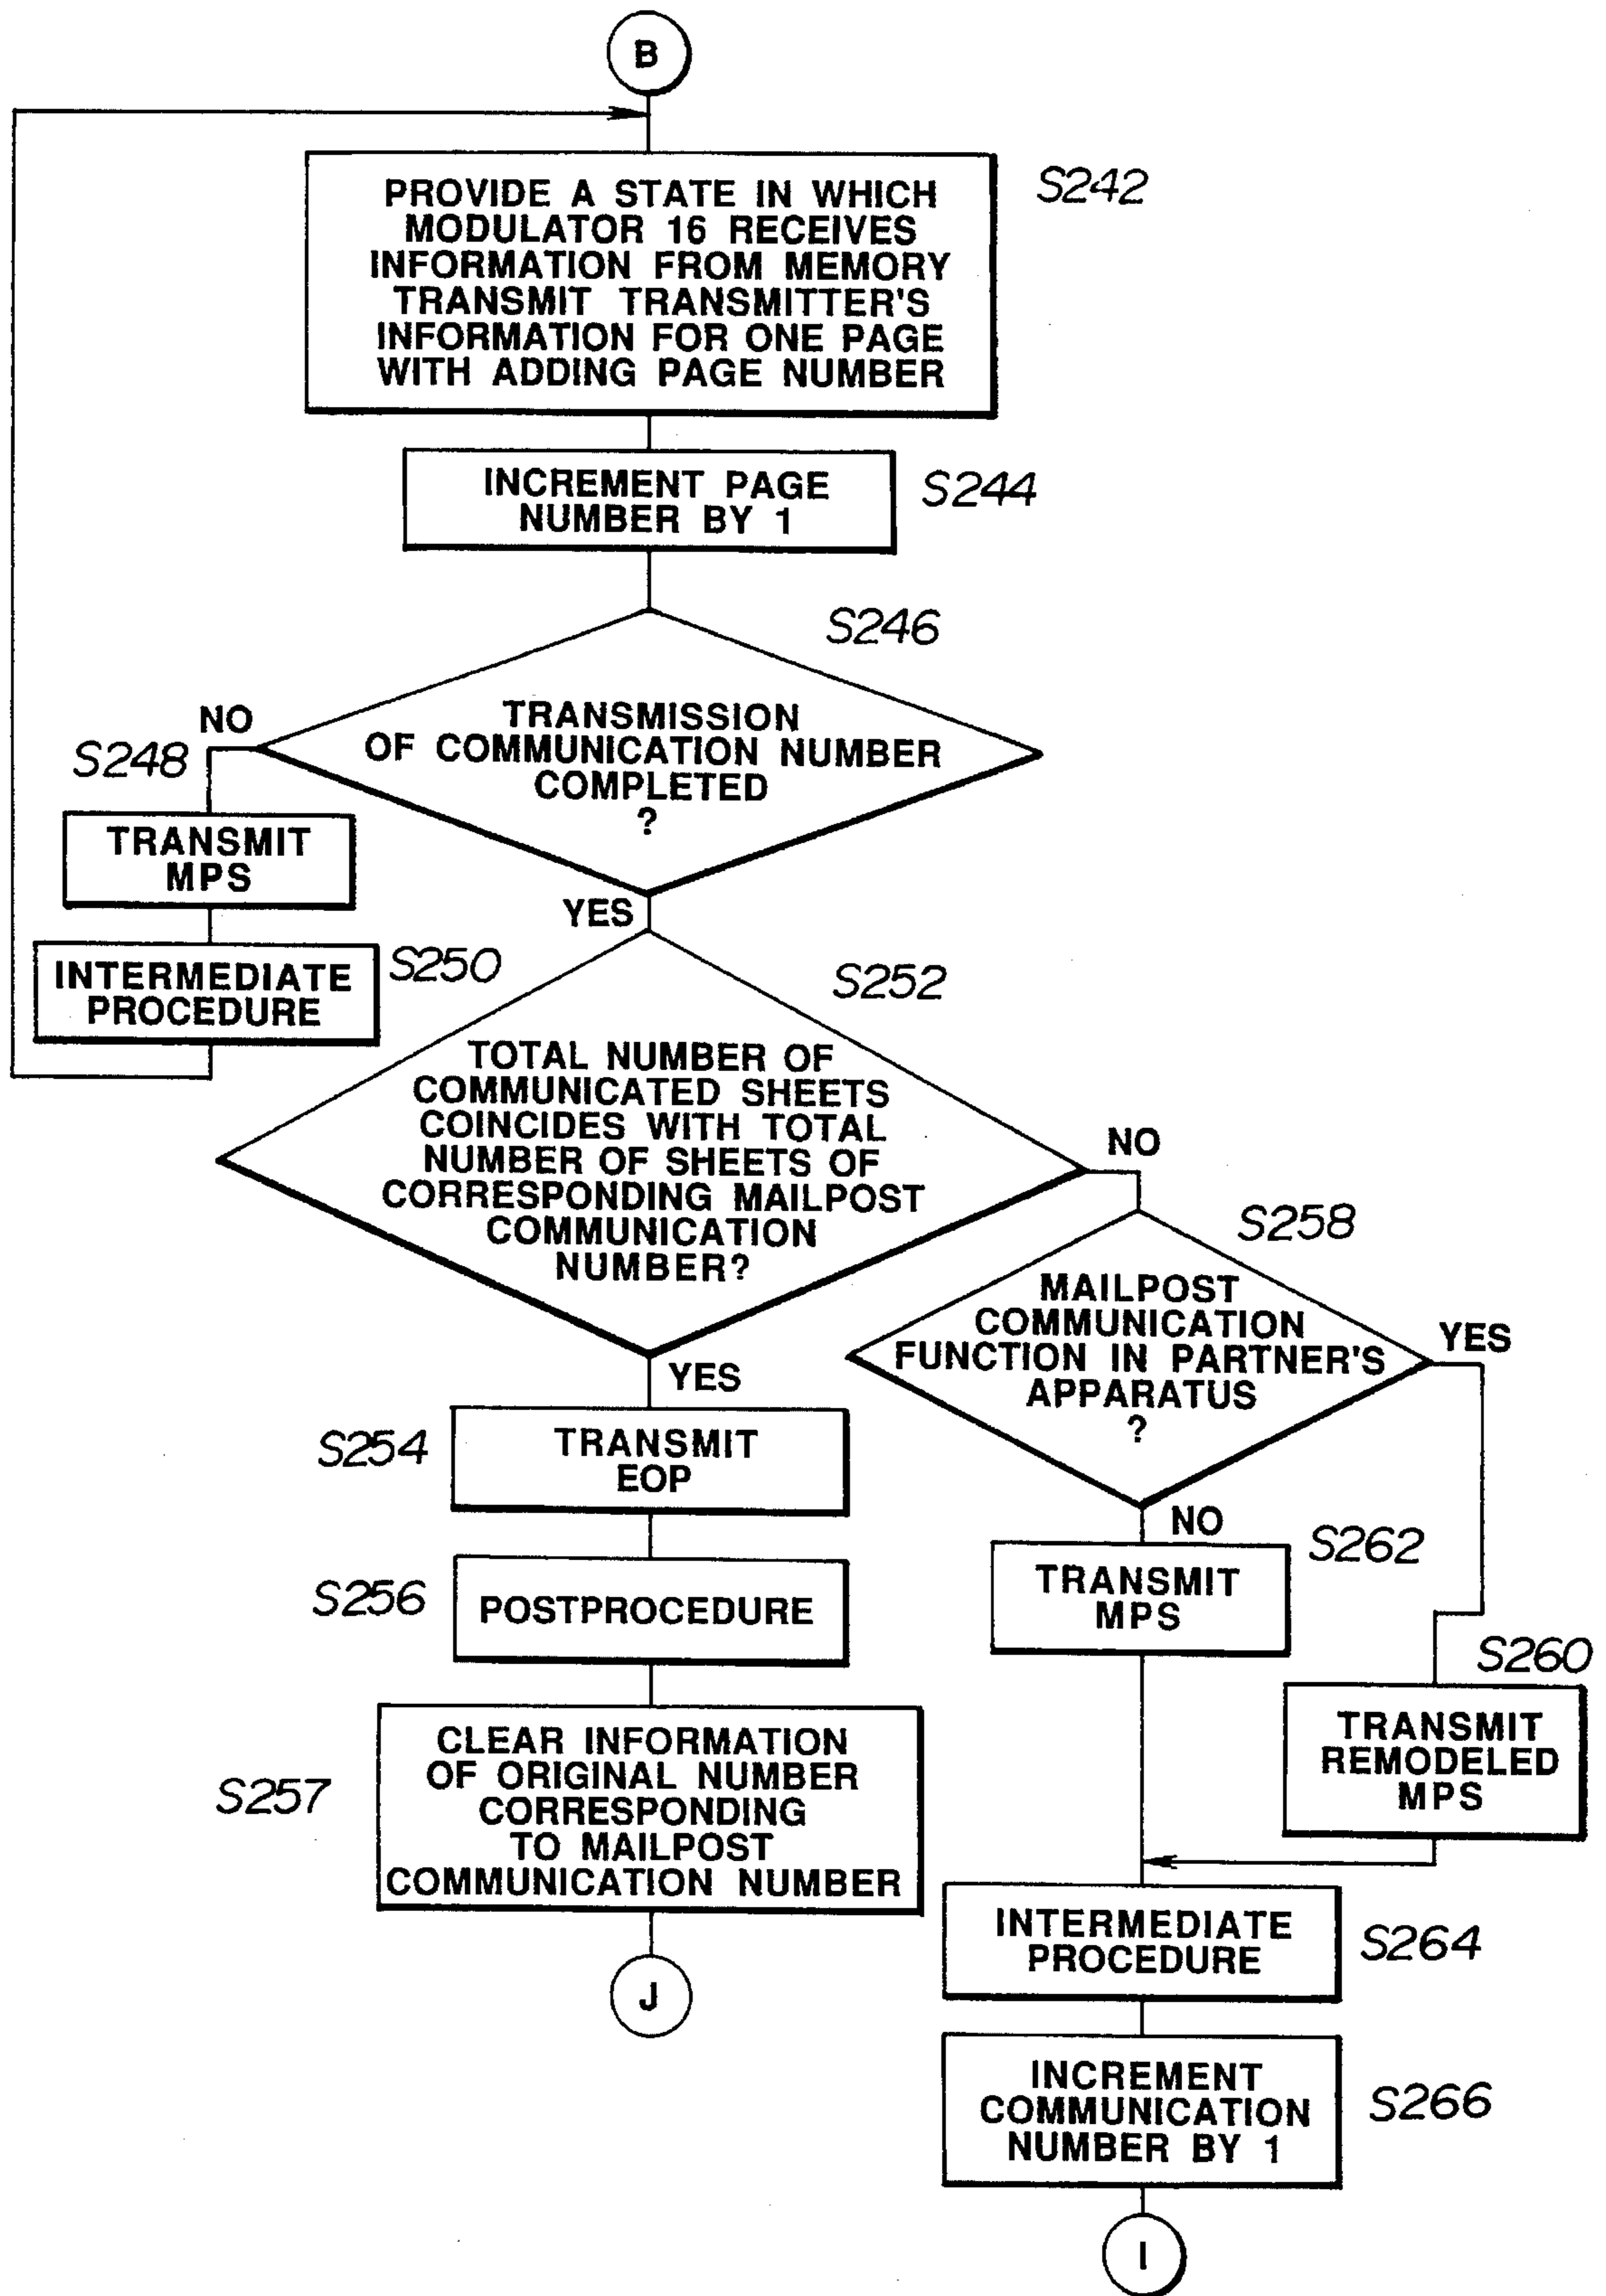 B
PROVIDE A STATE IN WHICH
MODULATOR 16 RECEIVES
INFORMATION FROM MEMORY
TRANSMIT TRANSMITTER'S
INFORMATION FOR ONE PAGE
WITH ADDING PAGE NUMBER
S242
INCREMENT PAGE
NUMBER BY 1
S244
S246
TRANSMISSION
OF COMMUNICATION NUMBER
COMPLETED
?
NO
S248
TRANSMIT
MPS
S250
INTERMEDIATE
PROCEDURE
YES
S252
TOTAL NUMBER OF
COMMUNICATED SHEETS
COINCIDES WITH TOTAL
NUMBER OF SHEETS OF
CORRESPONDING MAILPOST
COMMUNICATION
NUMBER?
NO
S258
MAILPOST
COMMUNICATION
FUNCTION IN PARTNER'S
APPARATUS
?
YES
YES
S254
TRANSMIT
EOP
NO
S262
TRANSMIT
MPS
S256
POSTPROCEDURE
S260
TRANSMIT
REMODELED
MPS
S257
CLEAR INFORMATION
OF ORIGINAL NUMBER
CORRESPONDING
TO MAILPOST
COMMUNICATION NUMBER
INTERMEDIATE
PROCEDURE
S264
J
INCREMENT
COMMUNICATION
NUMBER BY 1
S266
I